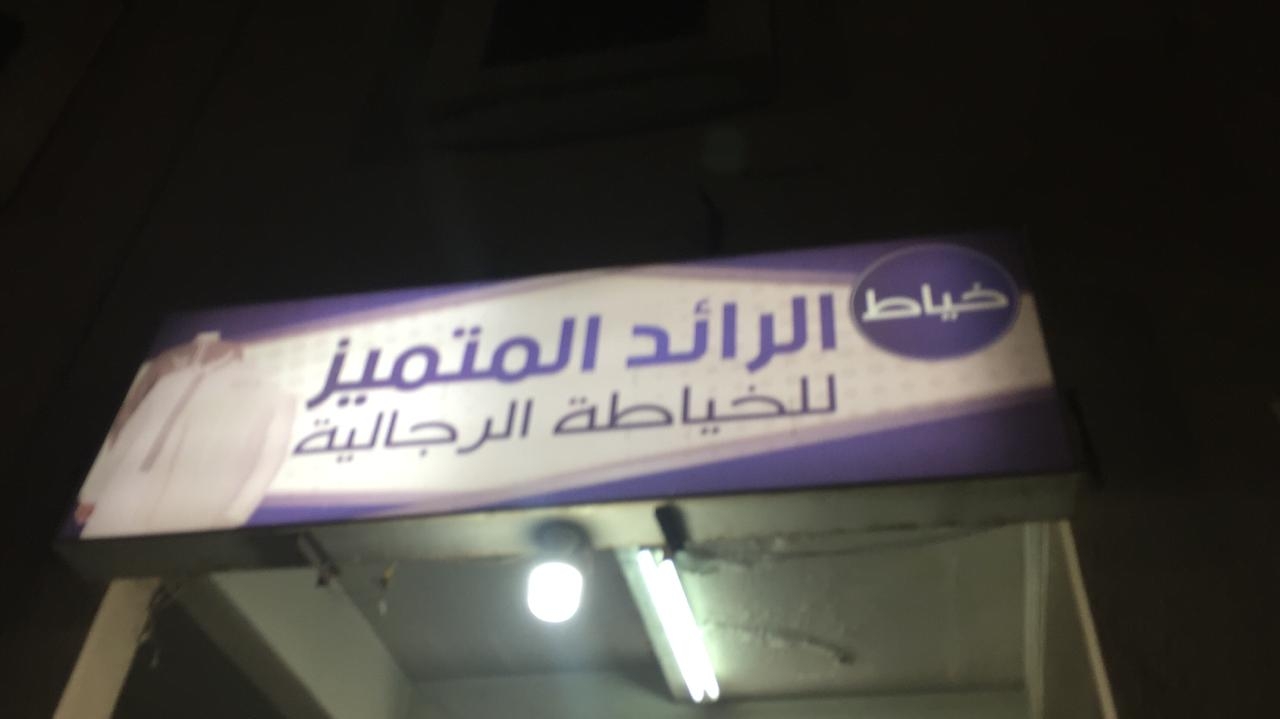 خياط
الرائد المتميز
للخياطة الرجالية